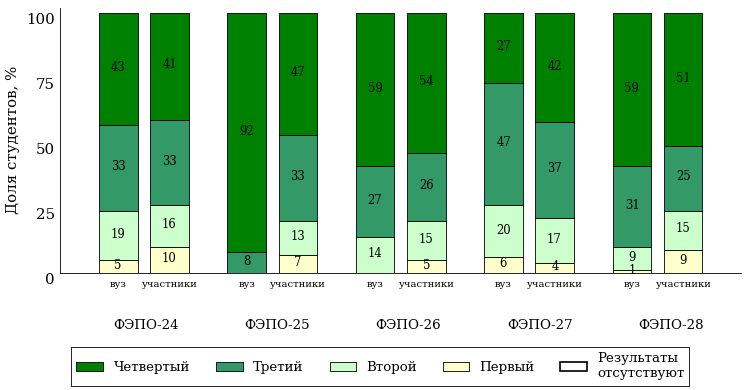 Доля студентов, %
100
75
50
25
0
43 41 92 47 59 54 27 42 59 51
33 33 8 33 27 26 47 37 31 25
19 16 13 14 15 20 17 9 15
5 10 7 5 6 4 1 9
вуз участники вуз участники вуз участники вуз участники вуз участники
ФЭПО-24 ФЭПО-25 ФЭПО-26 ФЭПО-27 ФЭПО-28
Четвертый Третий Второй Первый Результаты
отсутствуют